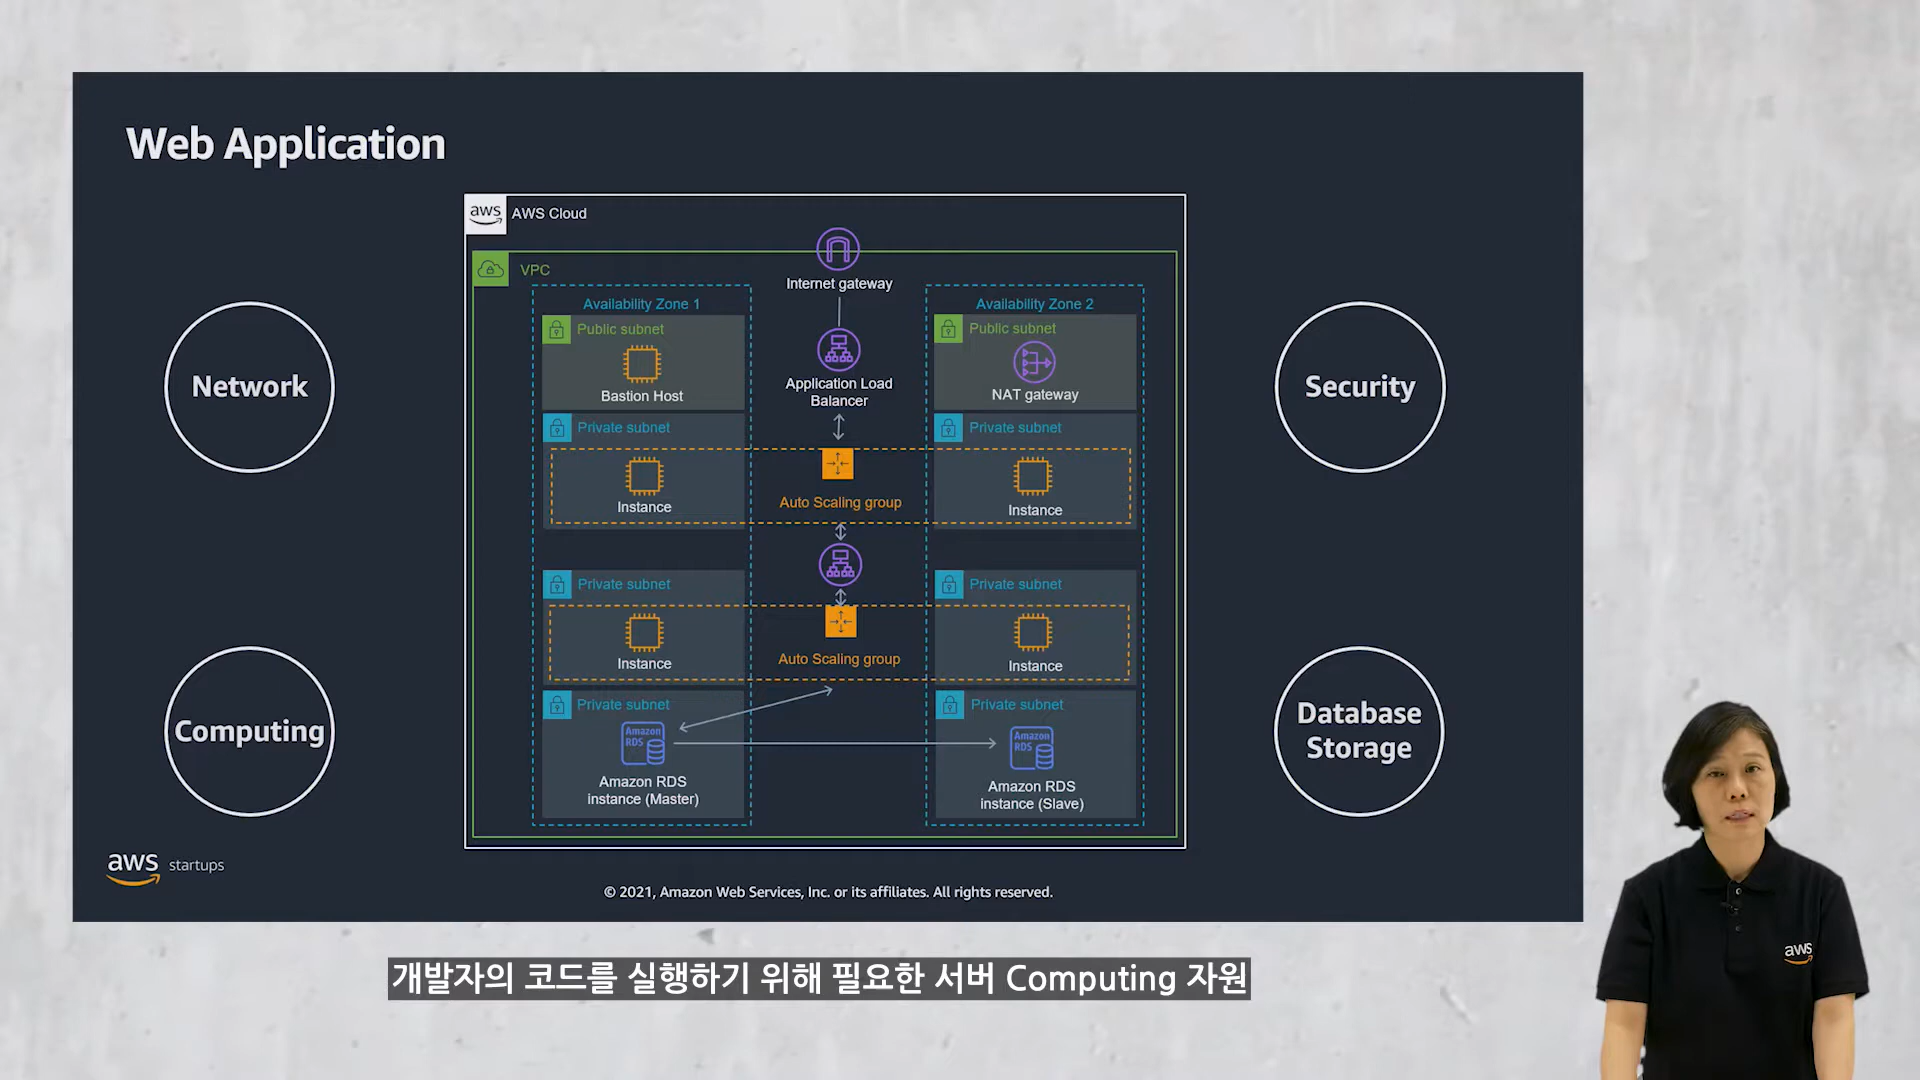 Web Application
aws
AWS Cloud
VPC
Internet gateway
Availability Zone 1
Availability Zone 2
Public subnet
Public subnet
Bastion Host
Application Load
Balancer
NAT gateway
Private subnet
Private subnet
Instance
Auto Scaling group
Instance
Private subnet
Private subnet
Instance
Auto Scaling group
Instance
Private subnet
Private subnet
Amazon
RDS
Amazon
RDS
Amazon RDS
instance (Master)
Amazon RDS
instance (Slave)
Network
Computing
Security
Database
Storage
aws startups
© 2021, Amazon Web Services, Inc. or its affiliates. All rights reserved.
aws
개발자의 코드를 실행하기 위해 필요한 서버 Computing 자원